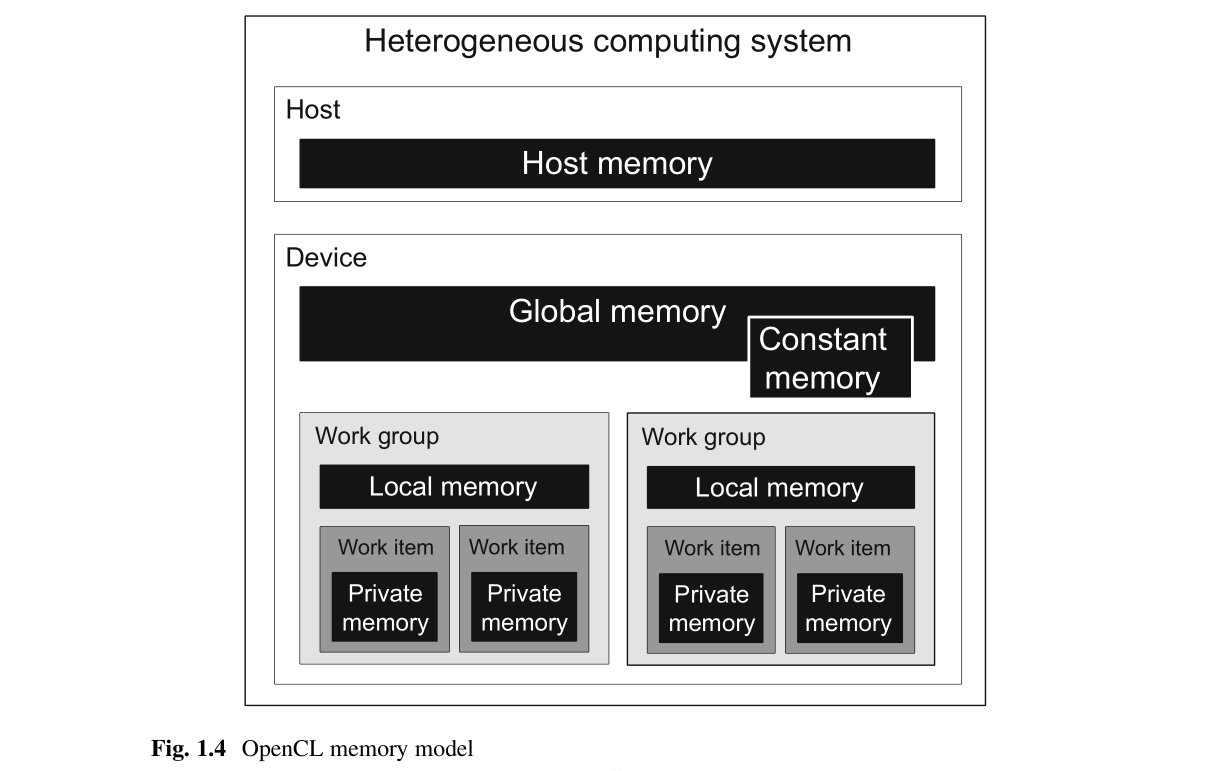 Heterogeneous computing system
Host
Host memory
Device
Global memory
Constant
memory
Work group
Local memory
Work item
Private
memory
Work item
Private
memory
Work group
Local memory
Work item
Private
memory
Work item
Private
memory
Fig. 1.4 OpenCL memory model